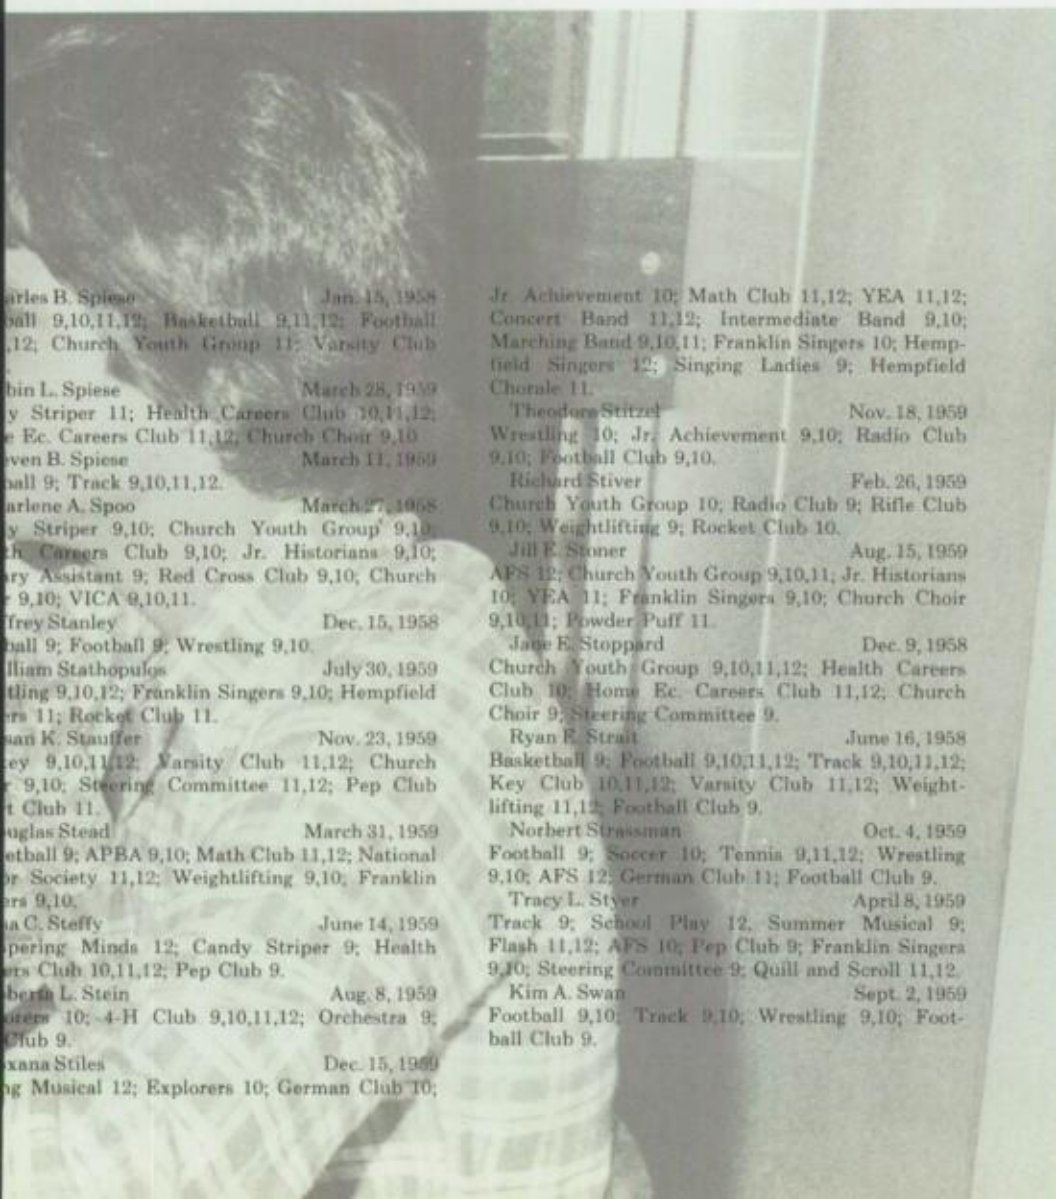 arles B. Spiese Jan. 15, 1958
ball 9,10,11,12; Basketball 9,11,12; Football
,12; Church Youth Group 11; Varsity Club
.
bin L. Spiese March 28, 1959
y Striper 11; Health Careers Club 10,11,12;
e Ec. Careers Club 11,12; Church Choir 9,10
even B. Spiese March 11, 1959
ball 9; Track 9,10,11,12.
arlene A. Spoo March 27, 1958
y Striper 9,10; Church Youth Group 9,10;
th Careers Club 9,10; Jr. Historians 9,10;
ary Assistant 9; Red Cross Club 9,10; Church
r 9,10; VICA 9,10,11.
ffrey Stanley Dec. 15, 1958
ball 9; Football 9; Wrestling 9,10.
lliam Stathopulos July 30, 1959
tling 9,10,12; Franklin Singers 9,10; Hempfield
ers 11; Rocket Club 11.
san K. Stauffer Nov. 23, 1959
ey 9,10,11,12; Varsity Club 11,12; Church
r 9,10; Steering Committee 11,12; Pep Club
t Club 11.
uglas Stead March 31, 1959
etball 9; APBA 9,10; Math Club 11,12; National
or Society 11,12; Weightlifting 9,10; Franklin
ers 9,10.
na C. Steffy June 14, 1959
pering Minds 12; Candy Striper 9; Health
ers Club 10,11,12; Pep Club 9.
berta L. Stein Aug. 8, 1959
orers 10; 4-H Club 9,10,11,12; Orchestra 9;
Club 9.
xana Stiles Dec. 15, 1959
ng Musical 12; Explorers 10; German Club 10;
Jr. Achievement 10; Math Club 11,12; YEA 11,12;
Concert Band 11,12; Intermediate Band 9,10;
Marching Band 9,10,11; Franklin Singers 10; Hemp-
field Singers 12; Singing Ladies 9; Hempfield
Chorale 11.
Theodore Stitzel Nov. 18, 1959
Wrestling 10; Jr. Achievement 9,10; Radio Club
9,10; Football Club 9,10.
Richard Stiver Feb. 26, 1959
Church Youth Group 10; Radio Club 9; Rifle Club
9,10; Weightlifting 9; Rocket Club 10.
Jill E. Stoner Aug. 15, 1959
AFS 12; Church Youth Group 9,10,11; Jr. Historians
10; YEA 11; Franklin Singers 9,10; Church Choir
9,10,11; Powder Puff 11.
Jane E. Stoppard Dec. 9, 1958
Church Youth Group 9,10,11,12; Health Careers
Club 10; Home Ec. Careers Club 11,12; Church
Choir 9; Steering Committee 9.
Ryan E. Strait June 16, 1958
Basketball 9; Football 9,10,11,12; Track 9,10,11,12;
Key Club 10,11,12; Varsity Club 11,12; Weight-
lifting 11,12; Football Club 9.
Norbert Strassman Oct. 4, 1959
Football 9; Soccer 10; Tennis 9,11,12; Wrestling
9,10; AFS 12; German Club 11; Football Club 9.
Tracy L. Styer April 8, 1959
Track 9; School Play 12, Summer Musical 9;
Flash 11,12; AFS 10; Pep Club 9; Franklin Singers
9,10; Steering Committee 9; Quill and Scroll 11,12.
Kim A. Swan Sept. 2, 1959
Football 9,10; Track 9,10; Wrestling 9,10; Foot-
ball Club 9.